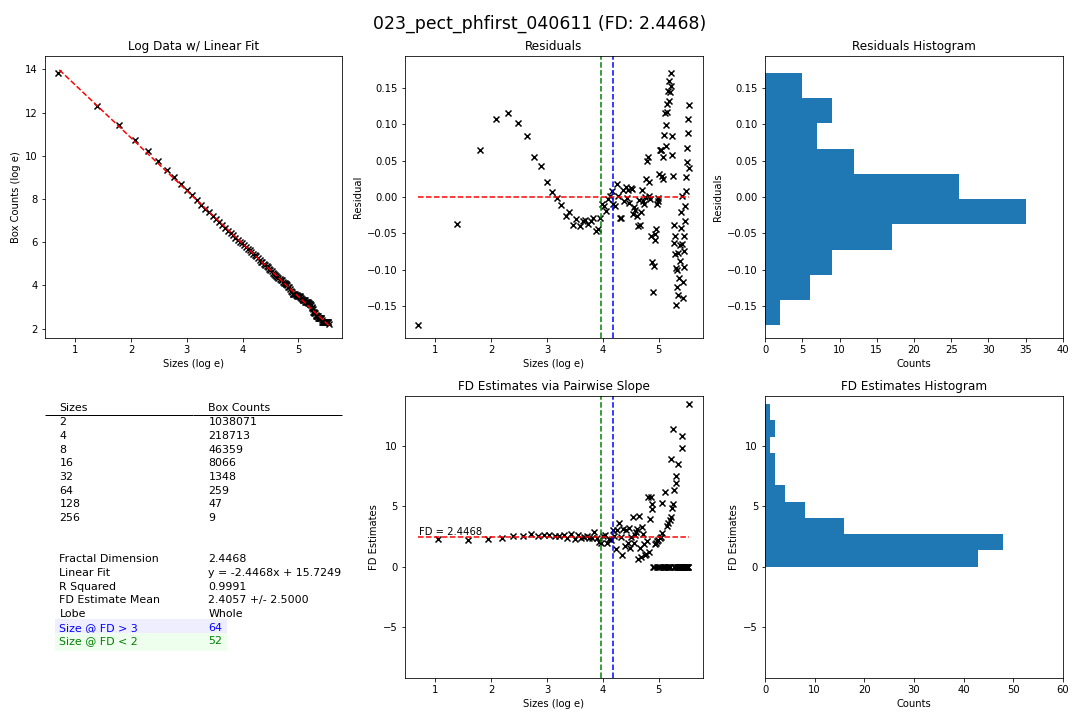 023_pect_phfirst_040611 (FD: 2.4468)
Log Data w/ Linear Fit
Box Counts (log e)
14
12
10
8
6
4
2
1 2 3 4 5
Sizes (log e)
Residuals
Residual
0.15
0.10
0.05
0.00
−0.05
−0.10
−0.15
1 2 3 4 5
Sizes (log e)
Residuals Histogram
Residuals
0.15
0.10
0.05
0.00
−0.05
−0.10
−0.15
0 5 10 15 20 25 30 35 40
Counts
Sizes Box Counts
2 1038071
4 218713
8 46359
16 8066
32 1348
64 259
128 47
256 9
Fractal Dimension 2.4468
Linear Fit y = -2.4468x + 15.7249
R Squared 0.9991
FD Estimate Mean 2.4057 +/- 2.5000
Lobe Whole
Size @ FD > 3 64
Size @ FD < 2 52
FD Estimates via Pairwise Slope
FD Estimates
10
5
0
−5
FD = 2.4468
1 2 3 4 5
Sizes (log e)
FD Estimates Histogram
FD Estimates
10
5
0
−5
0 10 20 30 40 50 60
Counts